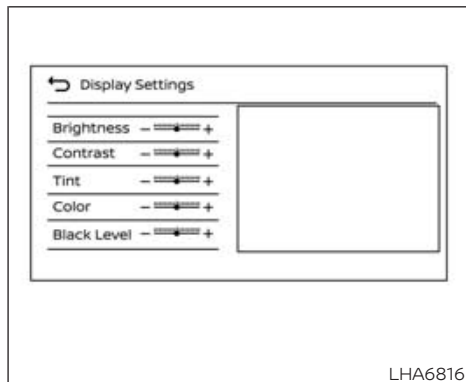 Display Settings
Brightness - +
Contrast - +
Tint - +
Color - +
Black Level - +
LHA6816